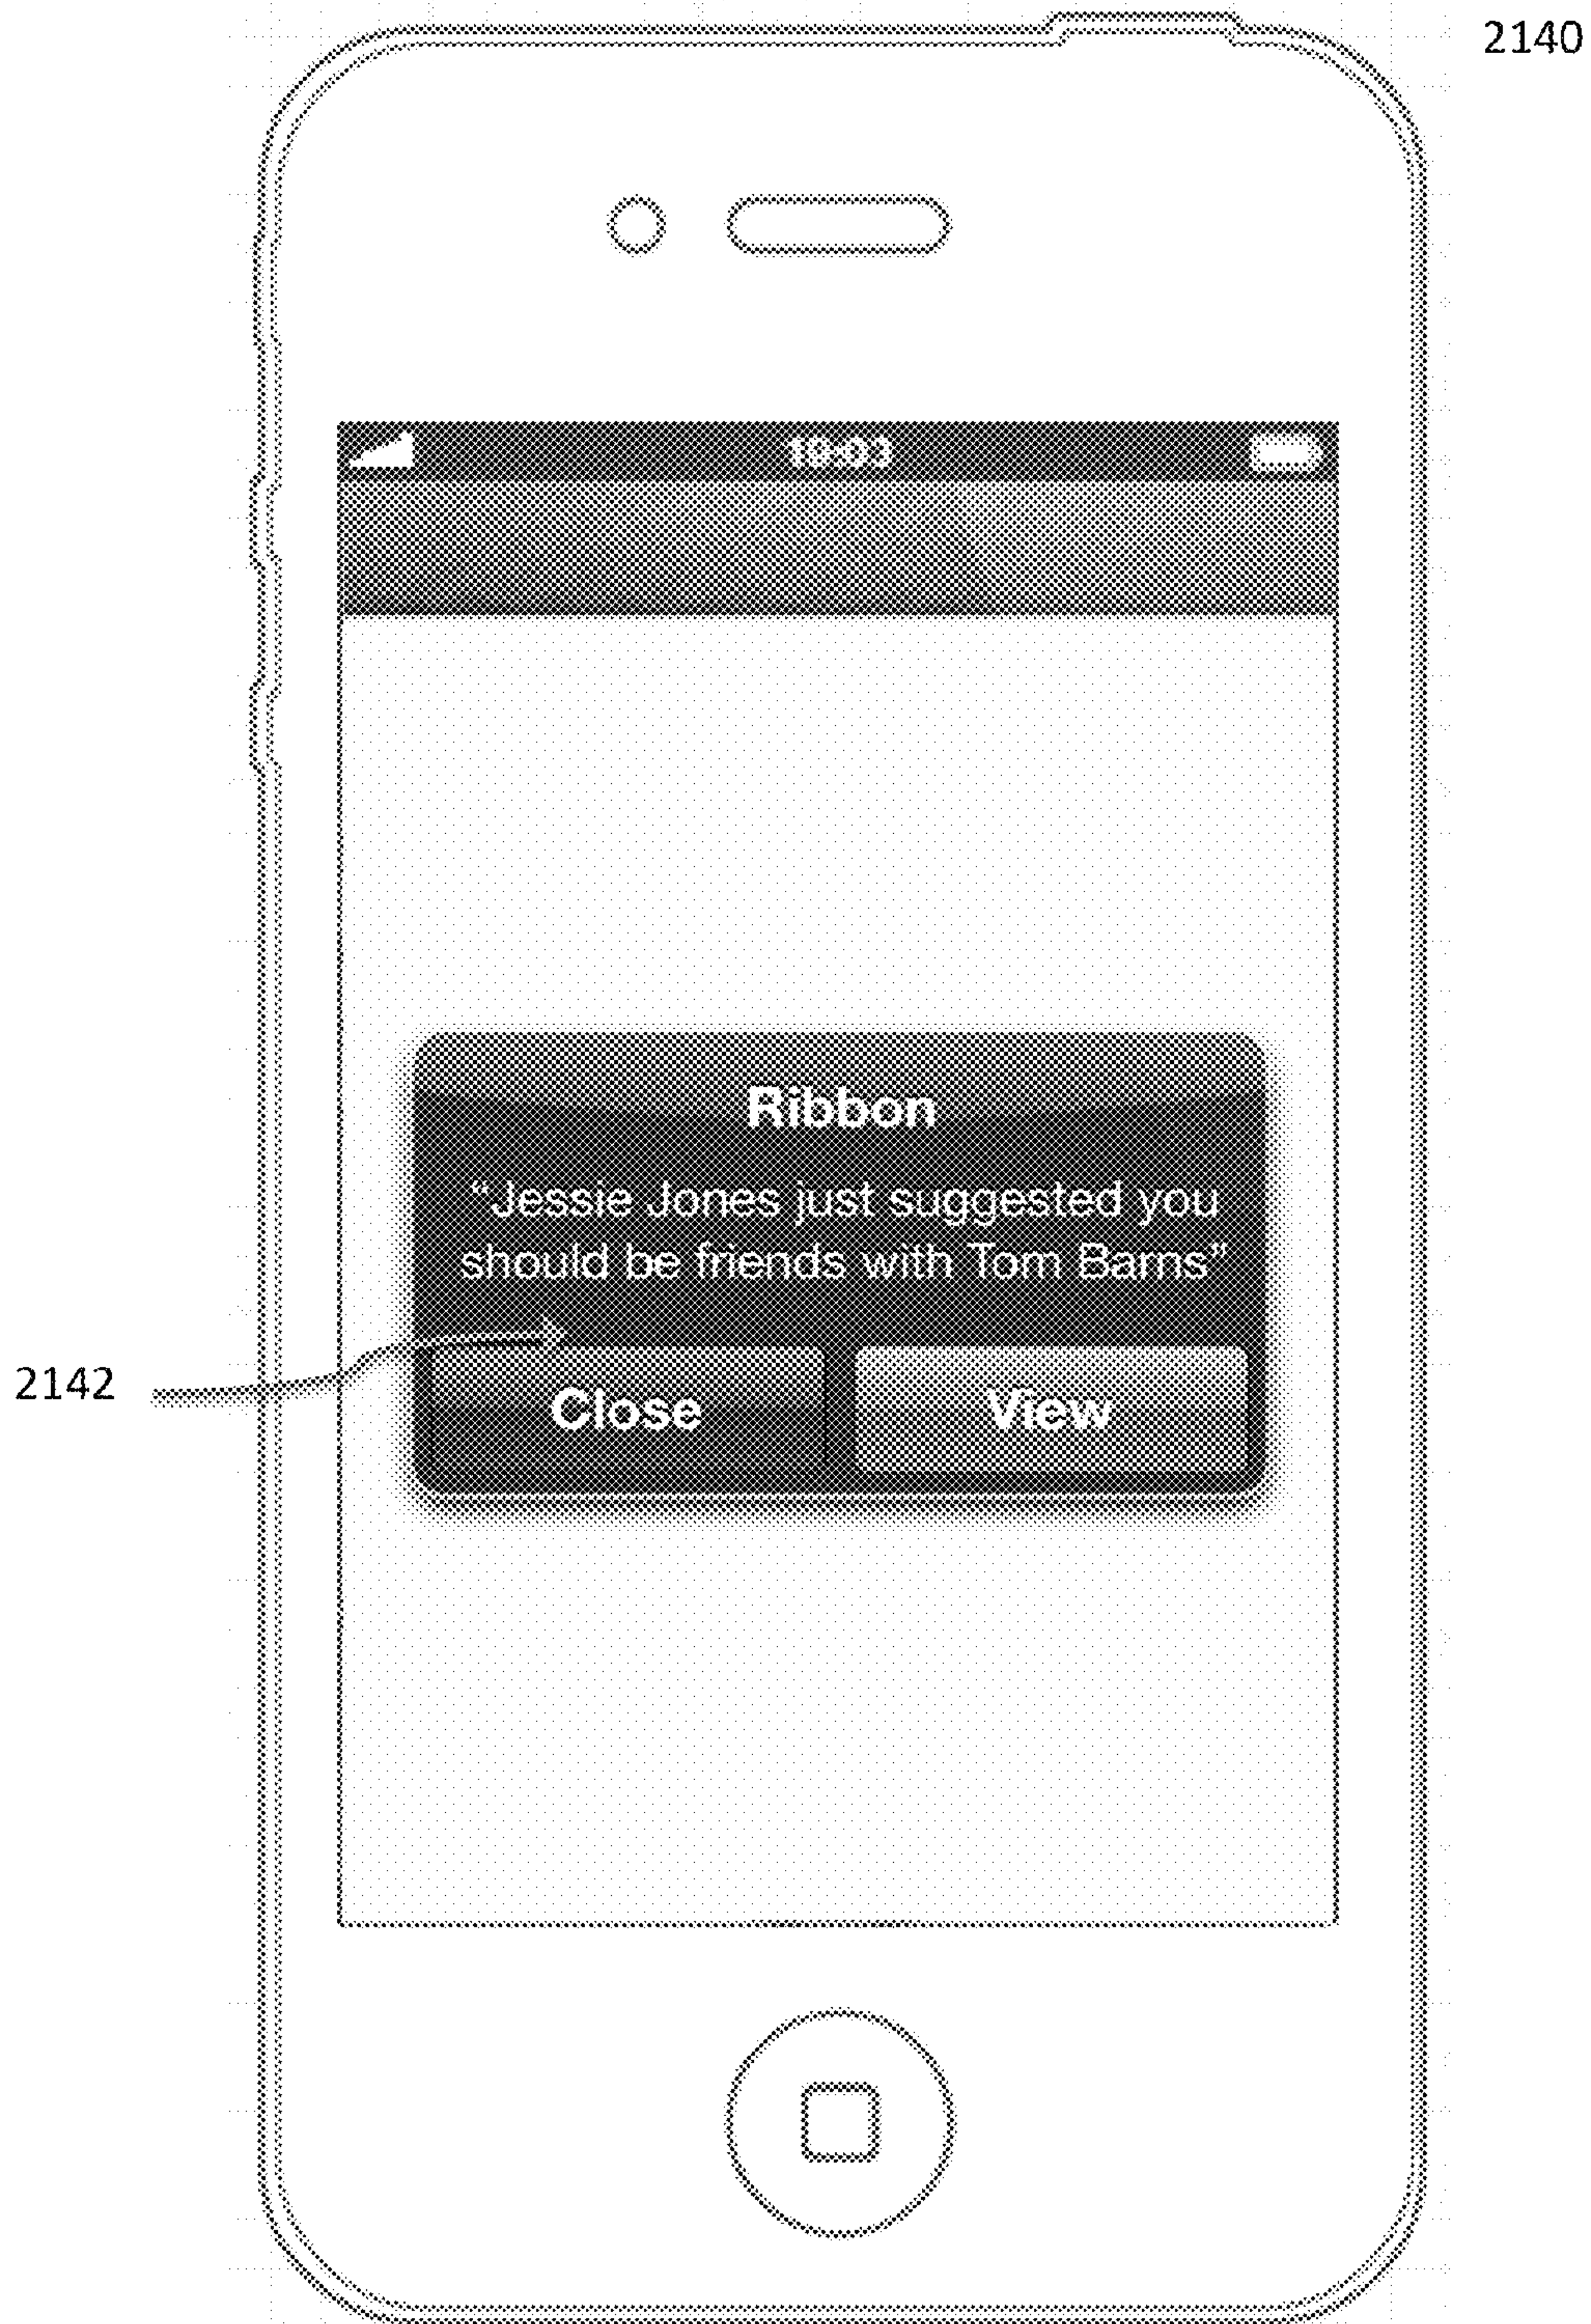 2140
19:03
Ribbon
“Jessie Jones just suggested you
should be friends with Tom Barns”
2142
Close View